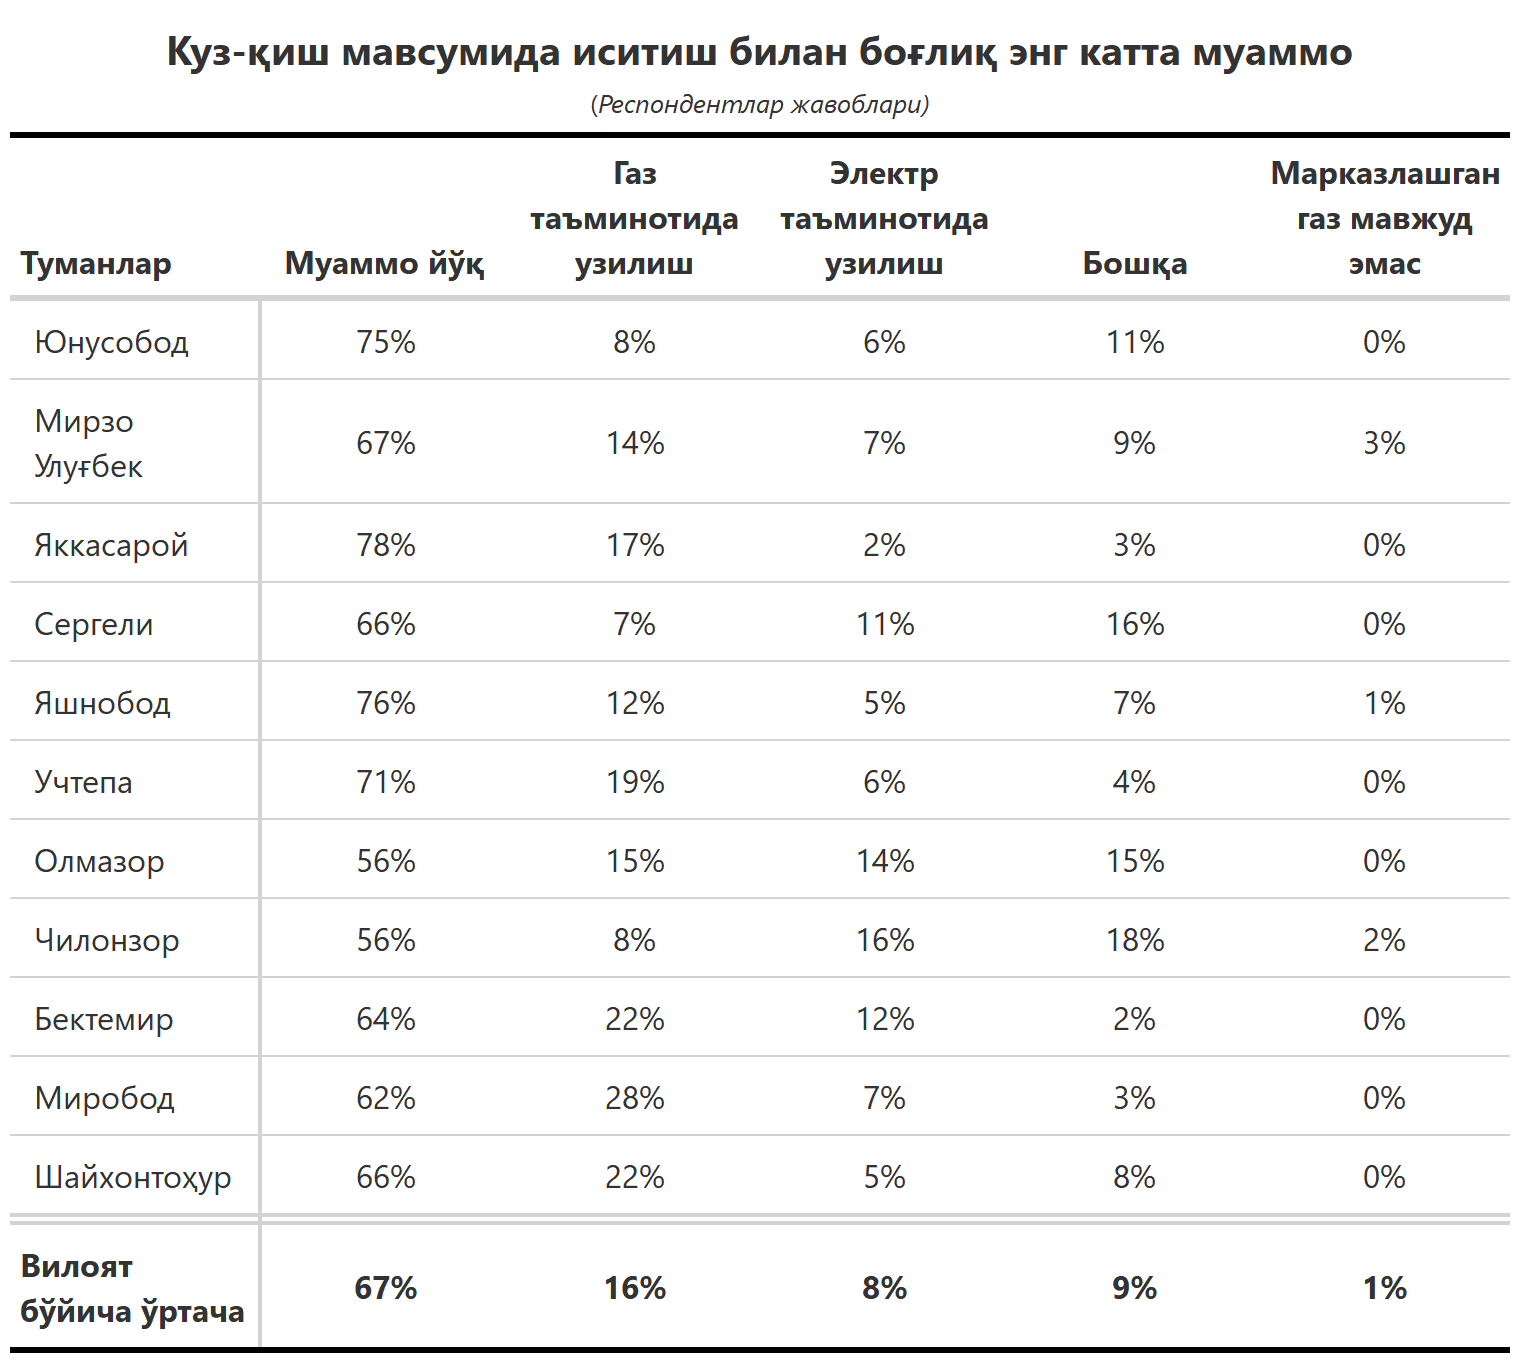 Куз-қиш мавсумида иситиш билан боғлиқ энг катта муаммо
(Респондентлар жавоблари)
Туманлар Муаммо йўқ Газ таъминотида узилиш Электр таъминотида узилиш Бошқа Марказлашган газ мавжуд эмас
Юнусобод 75% 8% 6% 11% 0%
Мирзо Улуғбек 67% 14% 7% 9% 3%
Яккасарой 78% 17% 2% 3% 0%
Сергели 66% 7% 11% 16% 0%
Яшнобод 76% 12% 5% 7% 1%
Учтепа 71% 19% 6% 4% 0%
Олмазор 56% 15% 14% 15% 0%
Чилонзор 56% 8% 16% 18% 2%
Бектемир 64% 22% 12% 2% 0%
Миробод 62% 28% 7% 3% 0%
Шайхонтоҳур 66% 22% 5% 8% 0%
Вилоят бўйича ўртача 67% 16% 8% 9% 1%